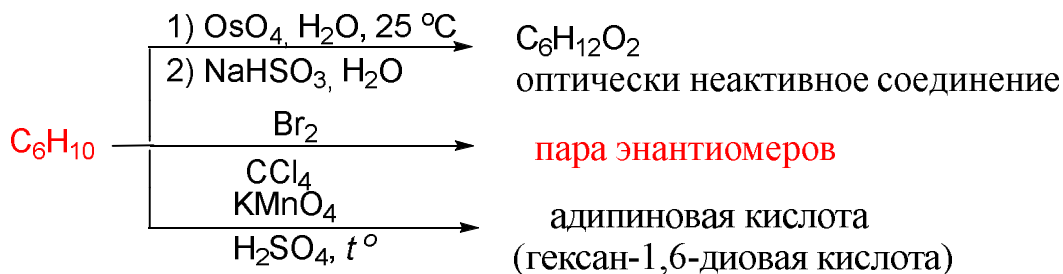 1) OsO4, H2O, 25 °C
2) NaHSO3, H2O
C6H12O2
оптически неактивное соединение
C6H10
Br2
CCl4
пара энантиомеров
KMnO4
H2SO4, t°
адипиновая кислота
(гексан-1,6-диовая кислота)